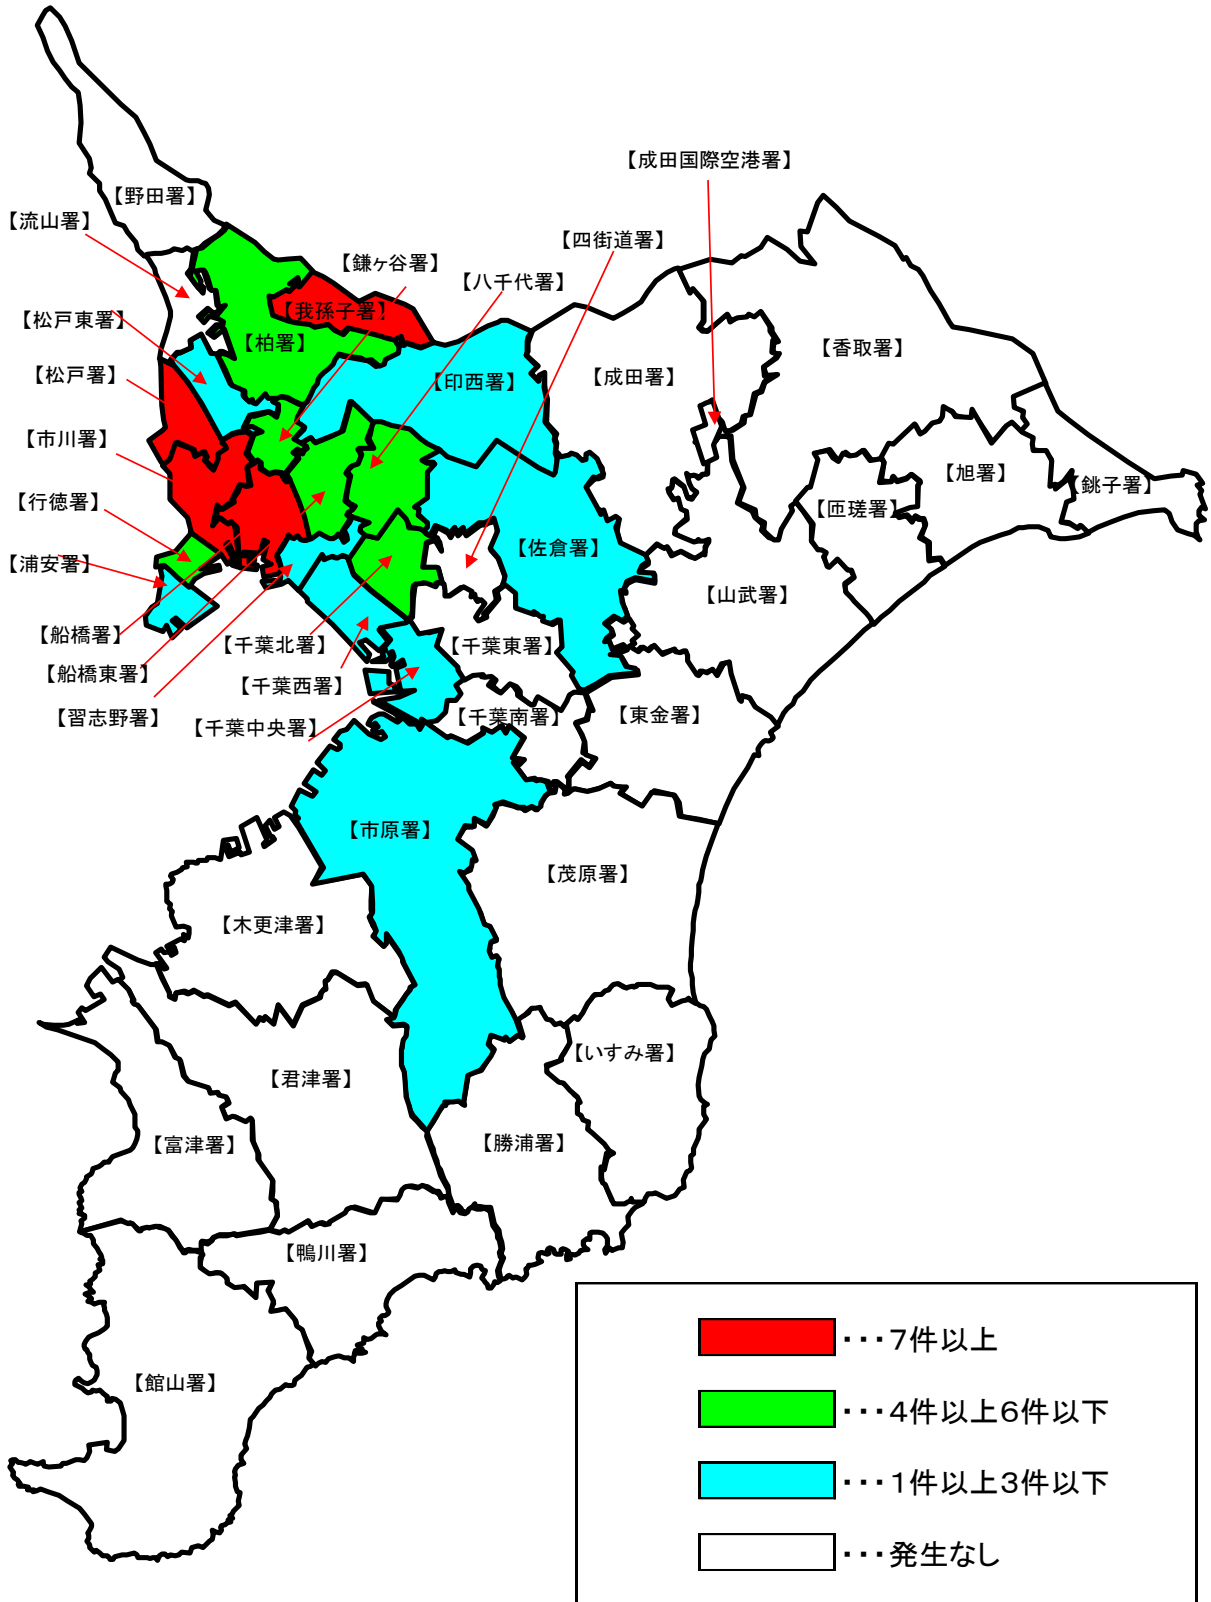 【成田国際空港署】
【野田署】
【流山署】
【四街道署】
【鎌ヶ谷署】
【八千代署】
【我孫子署】
【松戸東署】
【柏署】
【香取署】
【松戸署】
【印西署】
【成田署】
【市川署】
【旭署】
【銚子署】
【行徳署】
【匝瑳署】
【佐倉署】
【浦安署】
【山武署】
【船橋署】
【千葉北署】
【千葉東署】
【船橋東署】
【千葉西署】
【習志野署】
【千葉中央署】
【千葉南署】
【東金署】
【市原署】
【茂原署】
【木更津署】
【いすみ署】
【君津署】
【富津署】
【勝浦署】
【鴨川署】
【館山署】
・・・7件以上
・・・4件以上6件以下
・・・1件以上3件以下
・・・発生なし